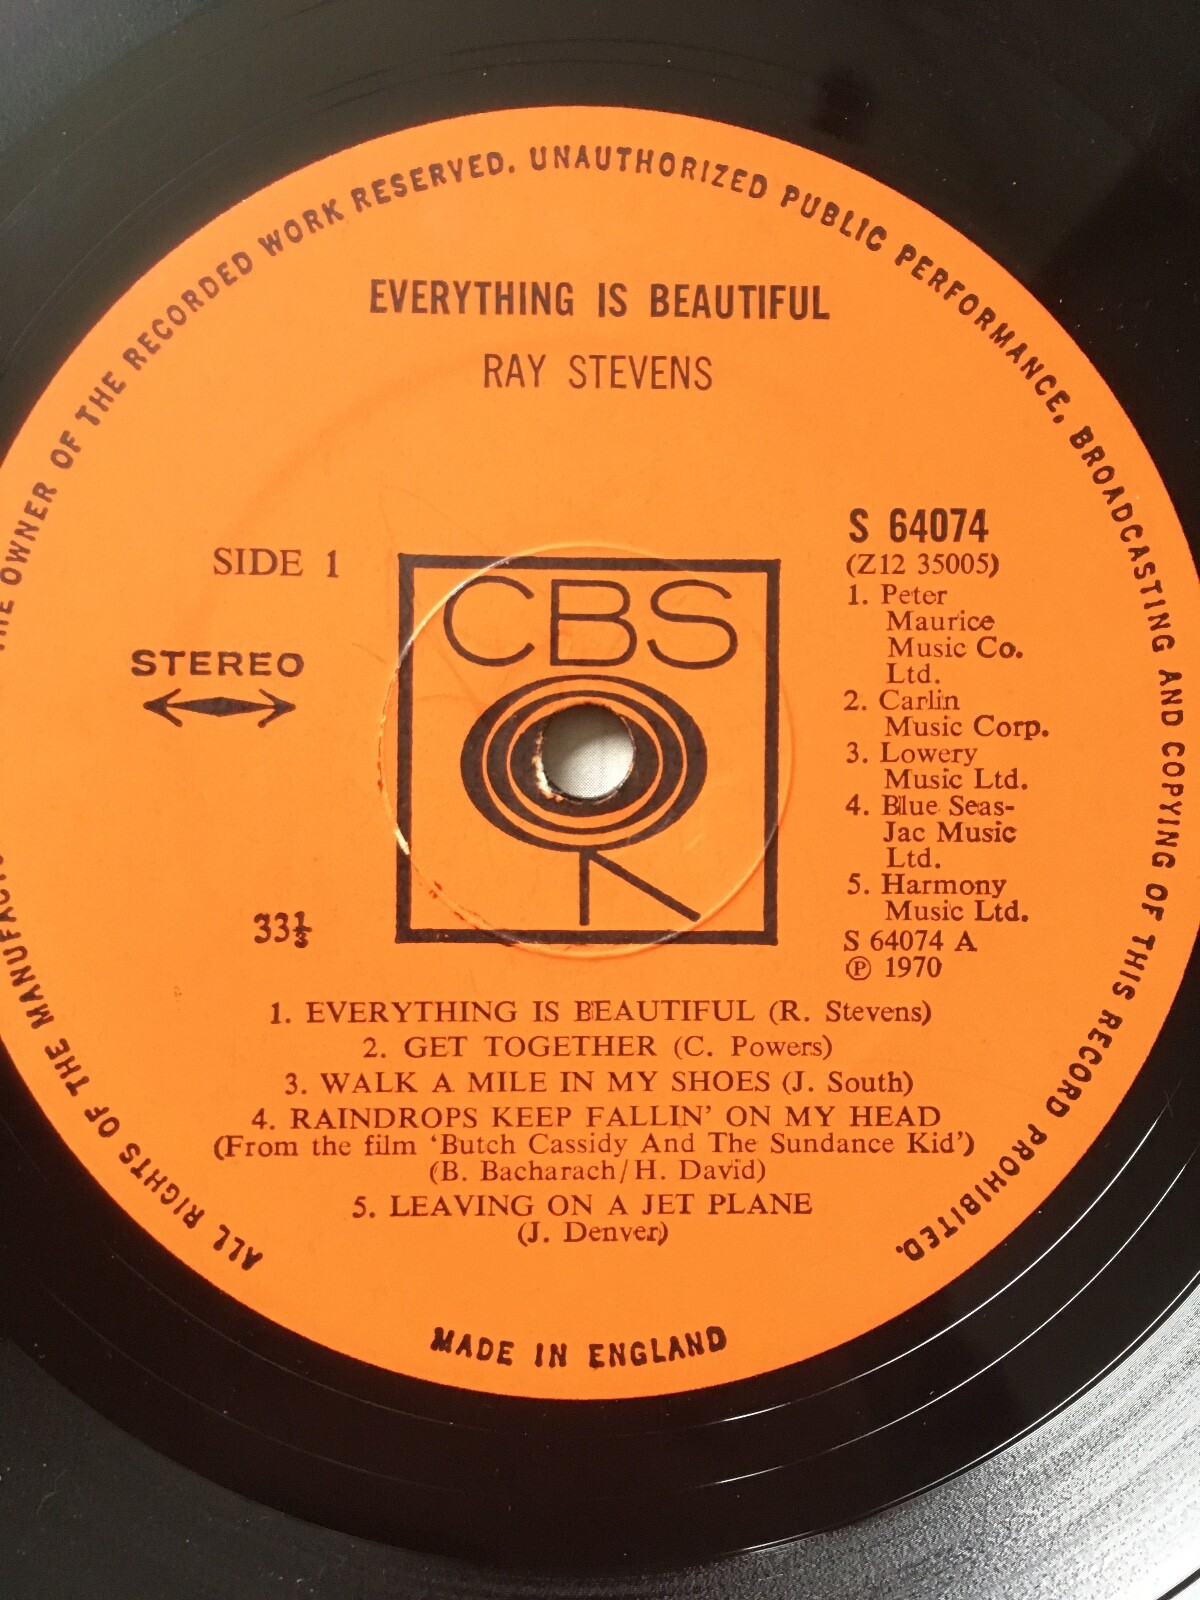 ALL RIGHTS OF THE MANUFACT
THE OWNER OF THE RECORDED WORK RESERVED. UNAUTHORIZED PUBLIC PERFORMANCE, BROADCASTING AND COPYING OF THIS RECORD PROHIBITED.
EVERYTHING IS BEAUTIFUL
RAY STEVENS
SIDE 1
STEREO
33⅓
CBS
S 64074
(Z12 35005)
1. Peter
Maurice
Music Co.
Ltd.
2. Carlin
Music Corp.
3. Lowery
Music Ltd.
4. Blue Seas-
Jac Music
Ltd.
5. Harmony
Music Ltd.
S 64074 A
℗ 1970
1. EVERYTHING IS BEAUTIFUL (R. Stevens)
2. GET TOGETHER (C. Powers)
3. WALK A MILE IN MY SHOES (J. South)
4. RAINDROPS KEEP FALLIN' ON MY HEAD
(From the film 'Butch Cassidy And The Sundance Kid')
(B. Bacharach/H. David)
5. LEAVING ON A JET PLANE
(J. Denver)
MADE IN ENGLAND